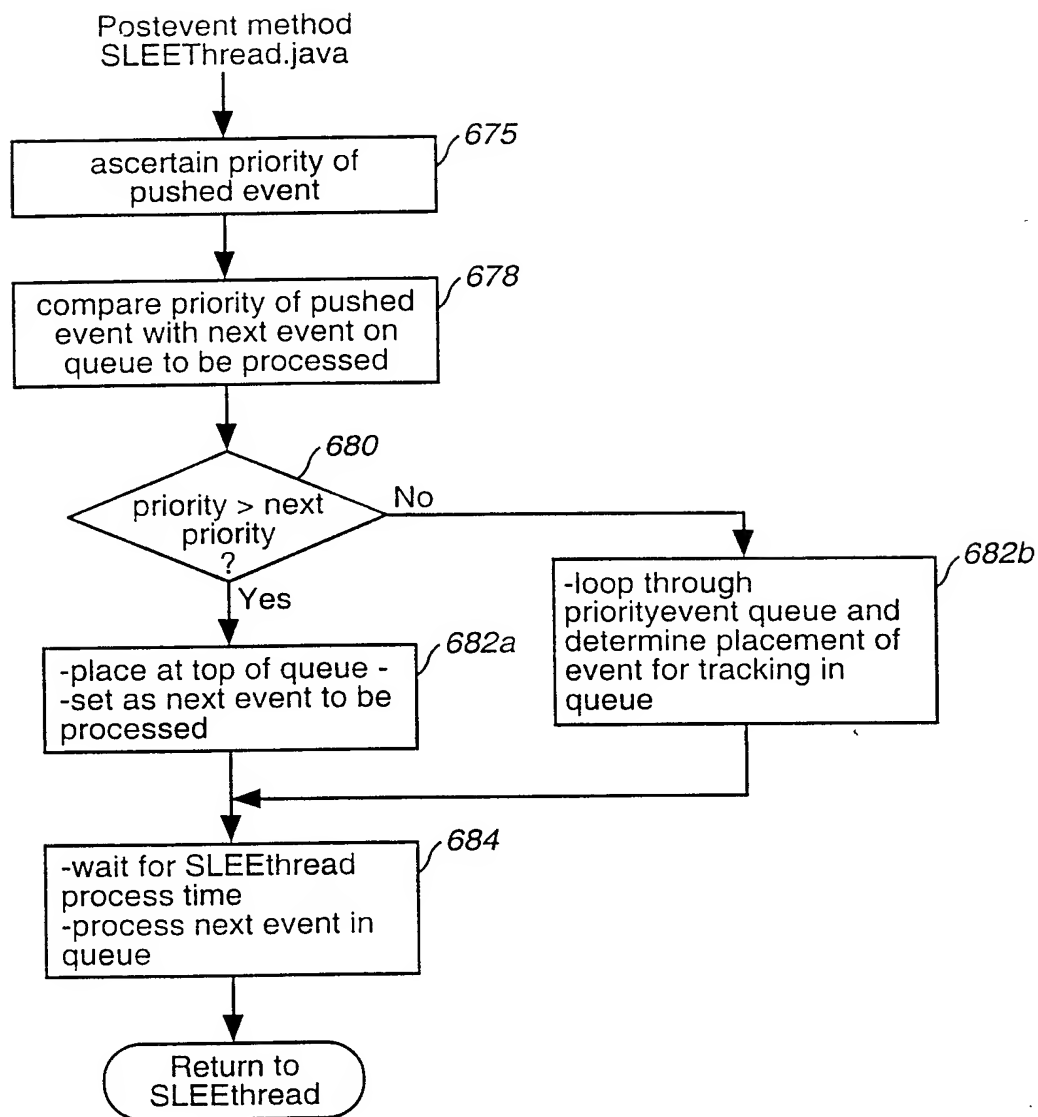 Postevent method
SLEEThread.java
675
ascertain priority of
pushed event
678
compare priority of pushed
event with next event on
queue to be processed
680
priority > next
priority
?
No
Yes
682b
-loop through
priorityevent queue and
determine placement of
event for tracking in
queue
682a
-place at top of queue -
-set as next event to be
processed
684
-wait for SLEEthread
process time
-process next event in
queue
Return to
SLEEthread